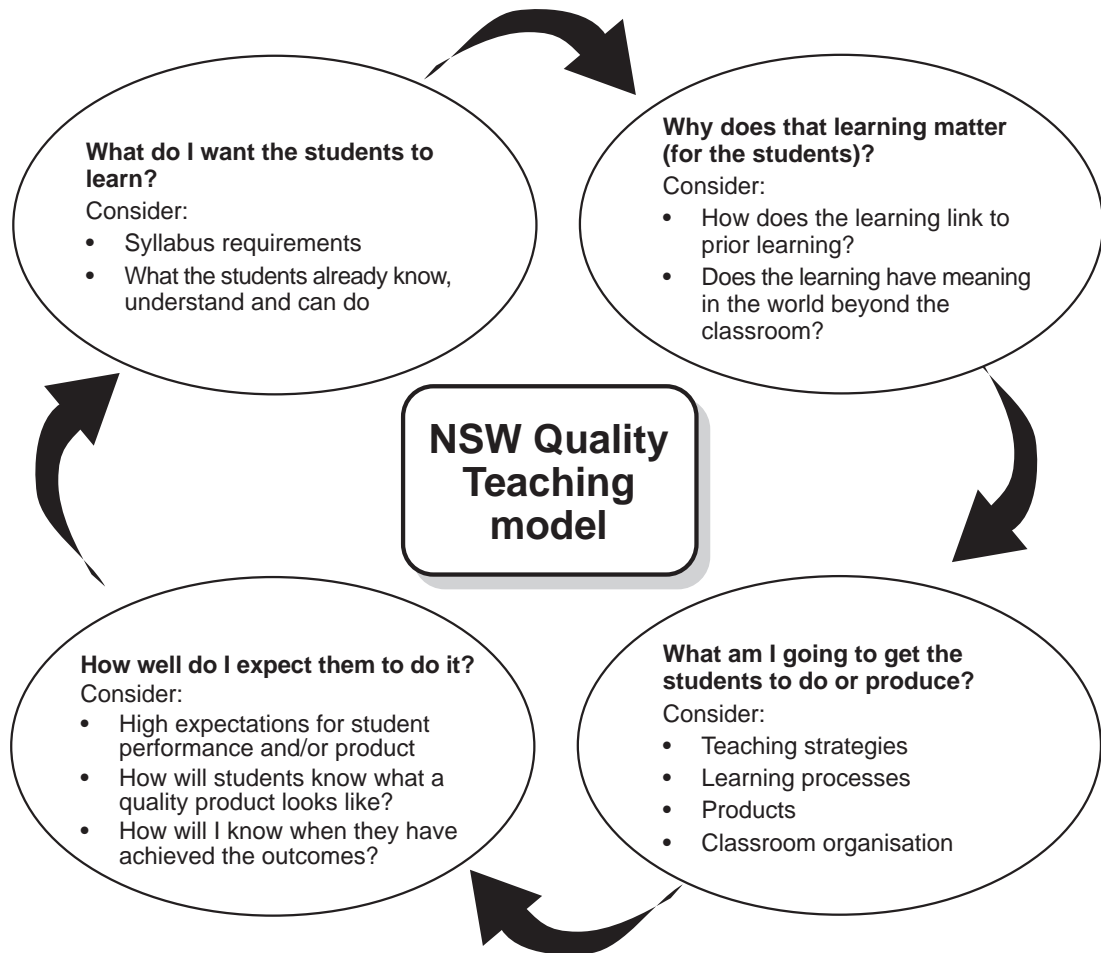 What do I want the students to
learn?
Consider:
• Syllabus requirements
• What the students already know,
understand and can do
Why does that learning matter
(for the students)?
Consider:
• How does the learning link to
prior learning?
• Does the learning have meaning
in the world beyond the
classroom?
NSW Quality
Teaching
model
How well do I expect them to do it?
Consider:
• High expectations for student
performance and/or product
• How will students know what a
quality product looks like?
• How will I know when they have
achieved the outcomes?
What am I going to get the
students to do or produce?
Consider:
• Teaching strategies
• Learning processes
• Products
• Classroom organisation